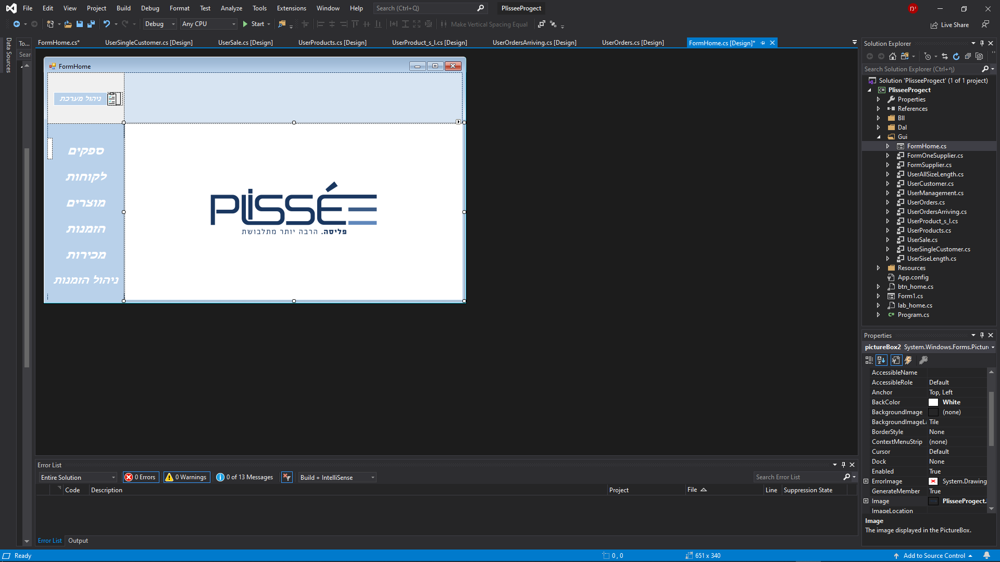 File Edit View Project Build Debug Format Test Analyze Tools Extensions Window Help Search (Ctrl+Q) PlisseeProgect
Debug Any CPU Start Make Vertical Spacing Equal Live Share
Data Sources
To...
Sear
FormHome.cs* UserSingleCustomer.cs [Design] UserSale.cs [Design] UserProducts.cs [Design] UserProduct_s_l.cs [Design] UserOrdersArriving.cs [Design] UserOrders.cs [Design] FormHome.cs [Design]*
FormHome
ניהול מערכת
ספקים
לקוחות
מוצרים
הזמנות
מכירות
ניהול הזמנות
PLISSÉE
פליסה. הרבה יותר מתלבושת
Error List
Entire Solution 0 Errors 0 Warnings 0 of 13 Messages Build + IntelliSense Search Error List
Code Description Project File Line Suppression State
Error List Output
Solution Explorer
Search Solution Explorer (Ctrl+ף)
Solution 'PlisseeProgect' (1 of 1 project)
PlisseeProgect
Properties
References
Bll
Dal
Gui
FormHome.cs
FormOneSupplier.cs
FormSupplier.cs
UserAllSizeLength.cs
UserCustomer.cs
UserManagement.cs
UserOrders.cs
UserOrdersArriving.cs
UserProduct_s_l.cs
UserProducts.cs
UserSale.cs
UserSingleCustomer.cs
UserSiseLength.cs
Resources
App.config
btn_home.cs
Form1.cs
lab_home.cs
Program.cs
Properties
pictureBox2 System.Windows.Forms.Pictur
AccessibleName
AccessibleRole Default
Anchor Top, Left
BackColor White
BackgroundImage (none)
BackgroundImageLa Tile
BorderStyle None
ContextMenuStrip (none)
Cursor Default
Dock None
Enabled True
ErrorImage System.Drawing
GenerateMember True
Image PlisseeProgect.
ImageLocation
Image
The image displayed in the PictureBox.
Ready 0 , 0 651 x 340 Add to Source Control